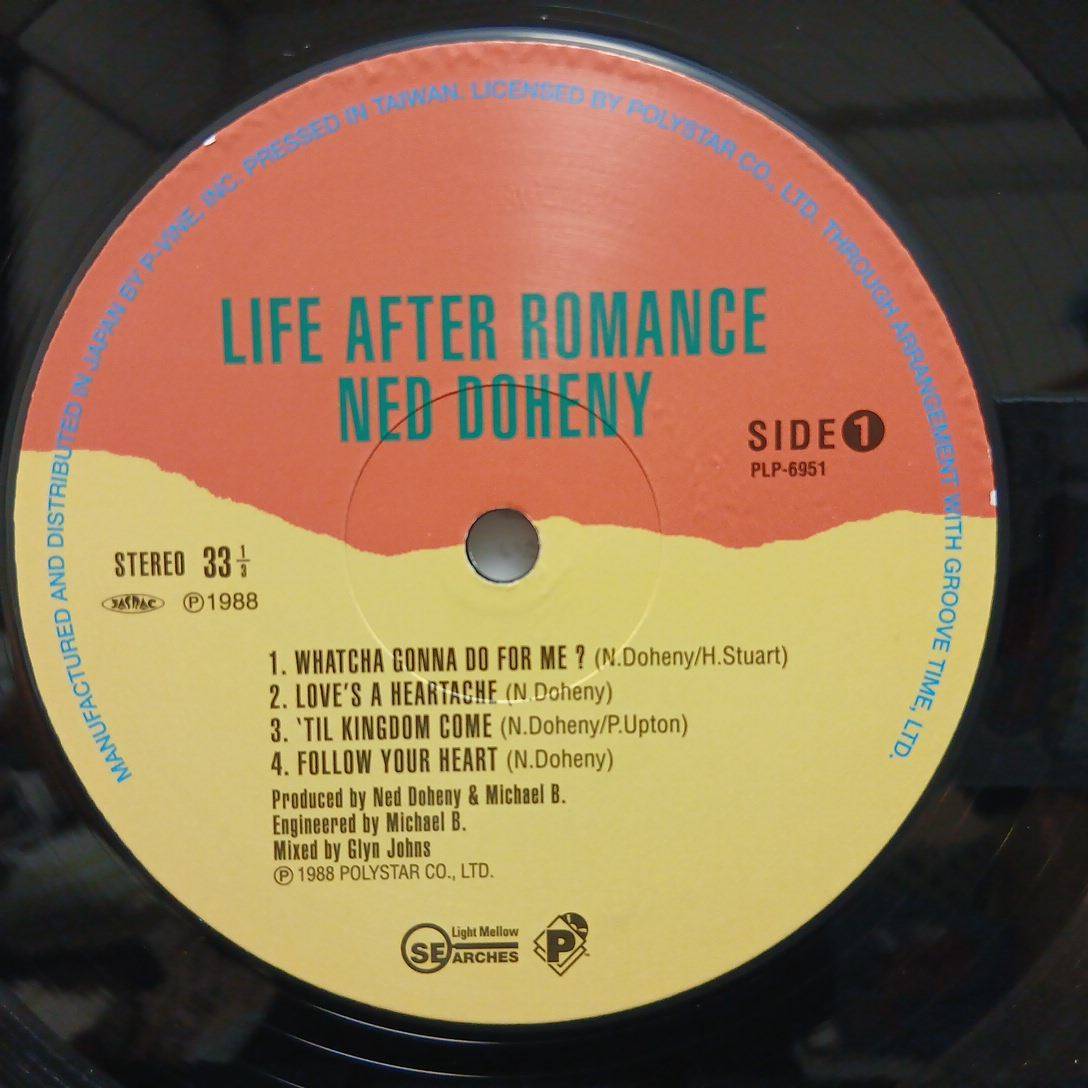 MANUFACTURED AND DISTRIBUTED IN JAPAN BY P-VINE, INC. PRESSED IN TAIWAN. LICENSED BY POLYSTAR CO., LTD. THROUGH ARRANGEMENT WITH GROOVE TIME, LTD.
LIFE AFTER ROMANCE
NED DOHENY
SIDE 1
PLP-6951
STEREO 33 1/3
JASRAC ℗1988
1. WHATCHA GONNA DO FOR ME ? (N.Doheny/H.Stuart)
2. LOVE'S A HEARTACHE (N.Doheny)
3. 'TIL KINGDOM COME (N.Doheny/P.Upton)
4. FOLLOW YOUR HEART (N.Doheny)
Produced by Ned Doheny & Michael B.
Engineered by Michael B.
Mixed by Glyn Johns
℗ 1988 POLYSTAR CO., LTD.
Light Mellow
SEARCHES
P